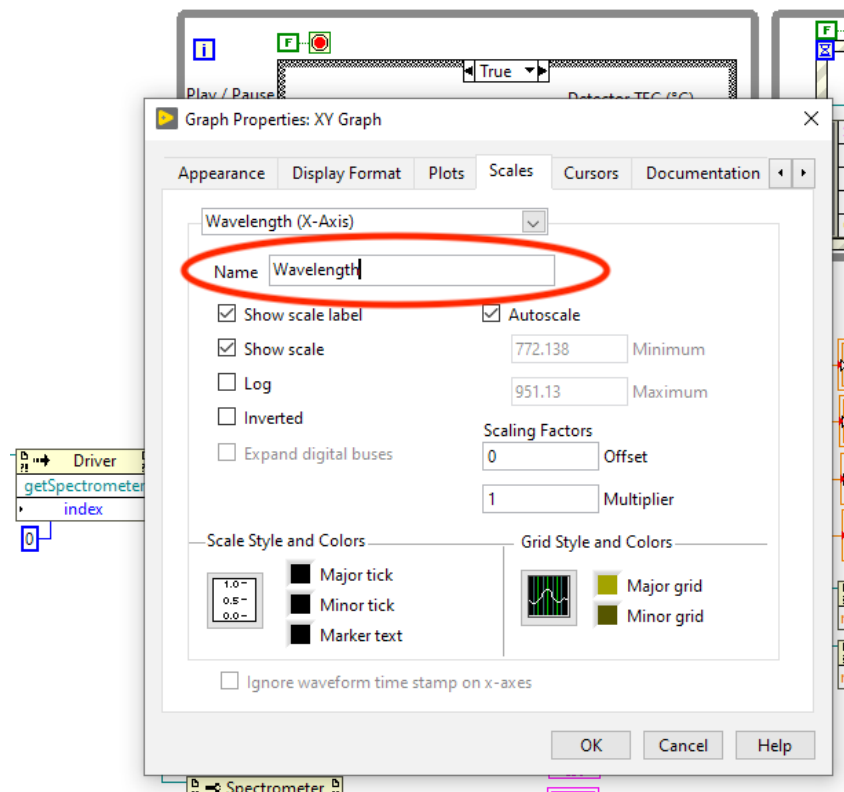 i
F
F
True
Play / Pause
Detector TEC (°C)
Graph Properties: XY Graph
Appearance
Display Format
Plots
Scales
Cursors
Documentation
Wavelength (X-Axis)
Name
Wavelength
Show scale label
Autoscale
Show scale
772.138
Minimum
Log
951.13
Maximum
Inverted
Scaling Factors
Expand digital buses
0
Offset
1
Multiplier
Driver
getSpectrometer
index
0
Scale Style and Colors
Grid Style and Colors
1.0
0.5
0.0
Major tick
Minor tick
Marker text
Major grid
Minor grid
Ignore waveform time stamp on x-axes
OK
Cancel
Help
Spectrometer